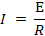 I = E/R